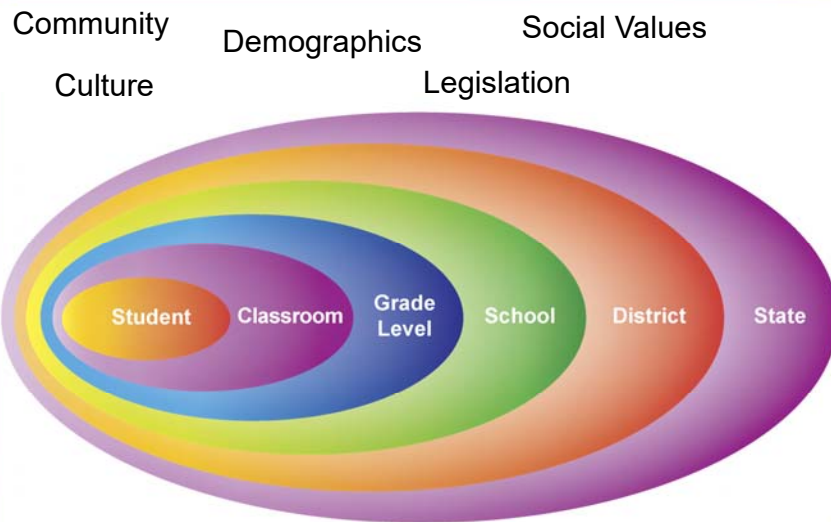 Community
Demographics
Social Values
Culture
Legislation
Student
Classroom
Grade
Level
School
District
State